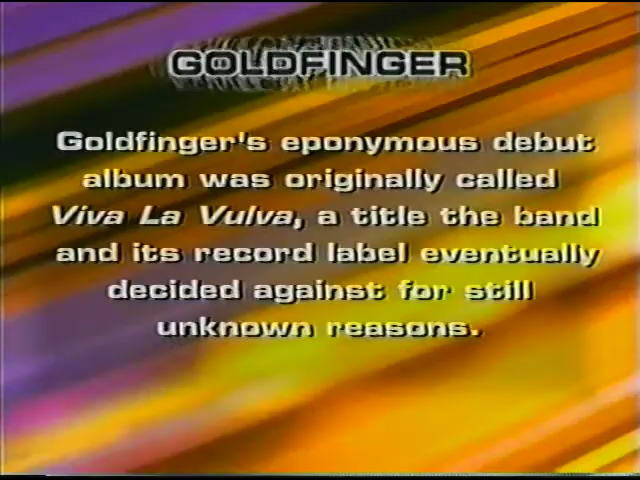 GOLDFINGER
Goldfinger's eponymous debut
album was originally called
Viva La Vulva, a title the band
and its record label eventually
decided against for still
unknown reasons.